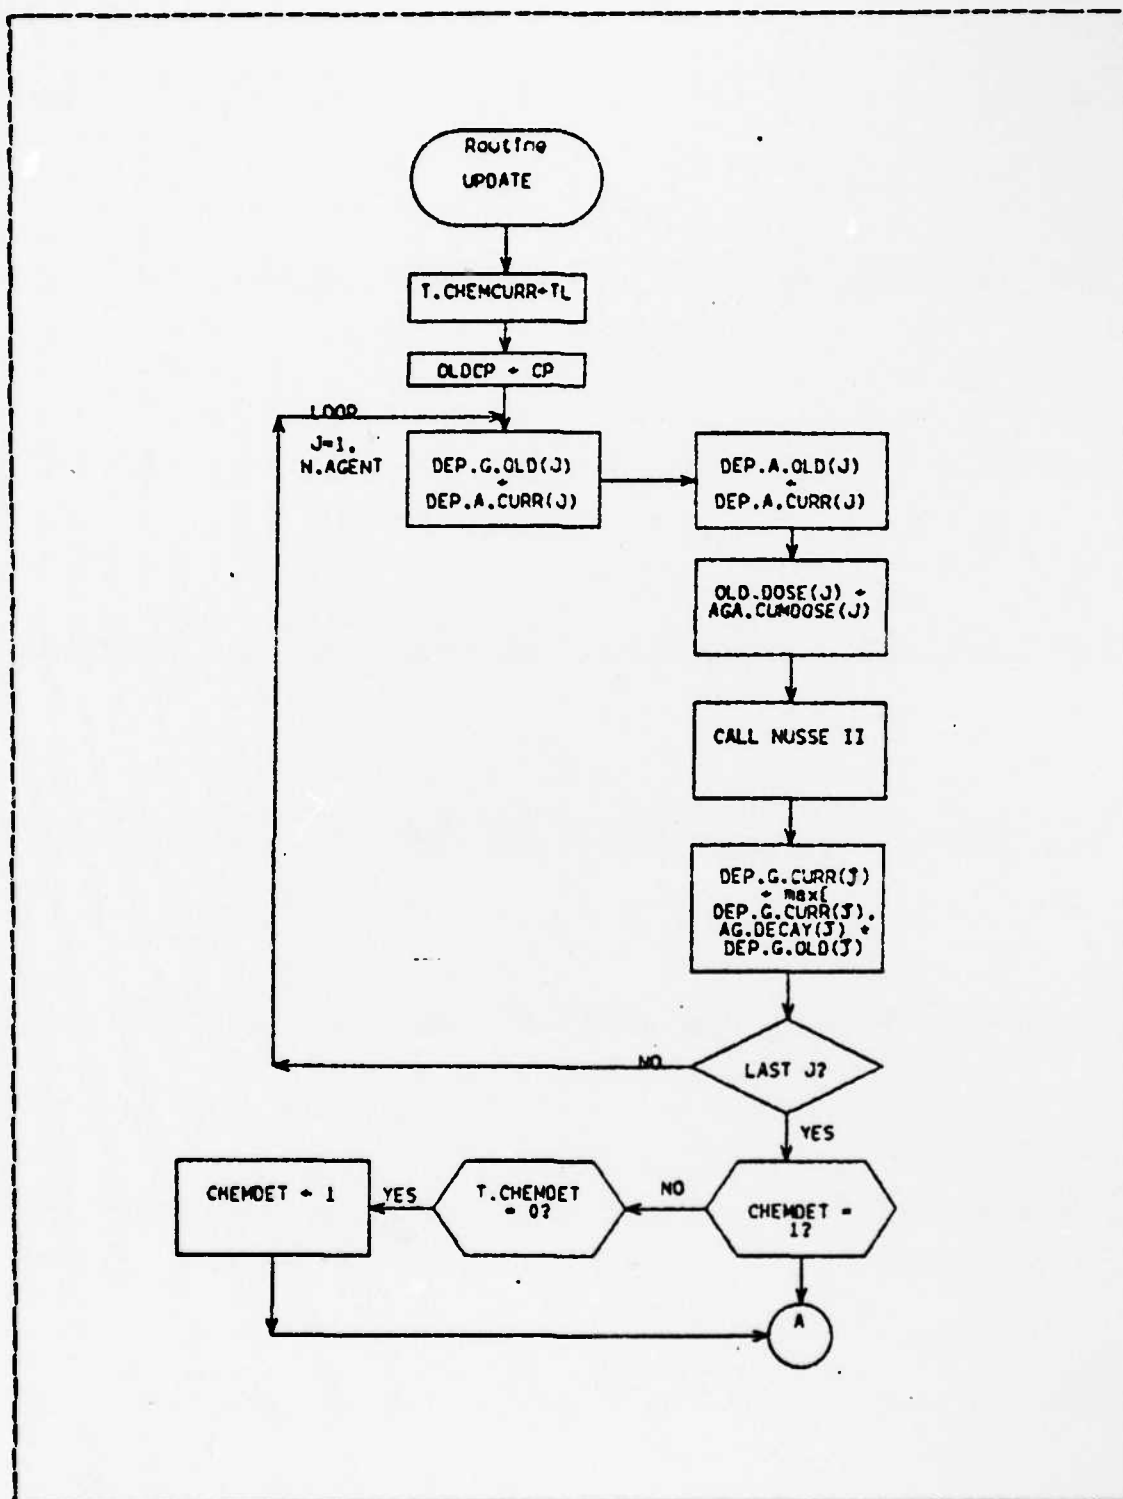 Routine
UPDATE
T.CHEMCURR←TL
OLDCP ← CP
LOOP
J=1,
N.AGENT
DEP.G.OLD(J)
←
DEP.A.CURR(J)
DEP.A.OLD(J)
←
DEP.A.CURR(J)
OLD.DOSE(J) ←
AGA.CUMDOSE(J)
CALL NUSSE II
DEP.G.CURR(J)
← max[
DEP.G.CURR(J),
AG.DECAY(J) *
DEP.G.OLD(J)
LAST J?
NO
YES
CHEMDET =
1?
NO
T.CHEMDET
= 0?
YES
CHEMDET ← 1
A